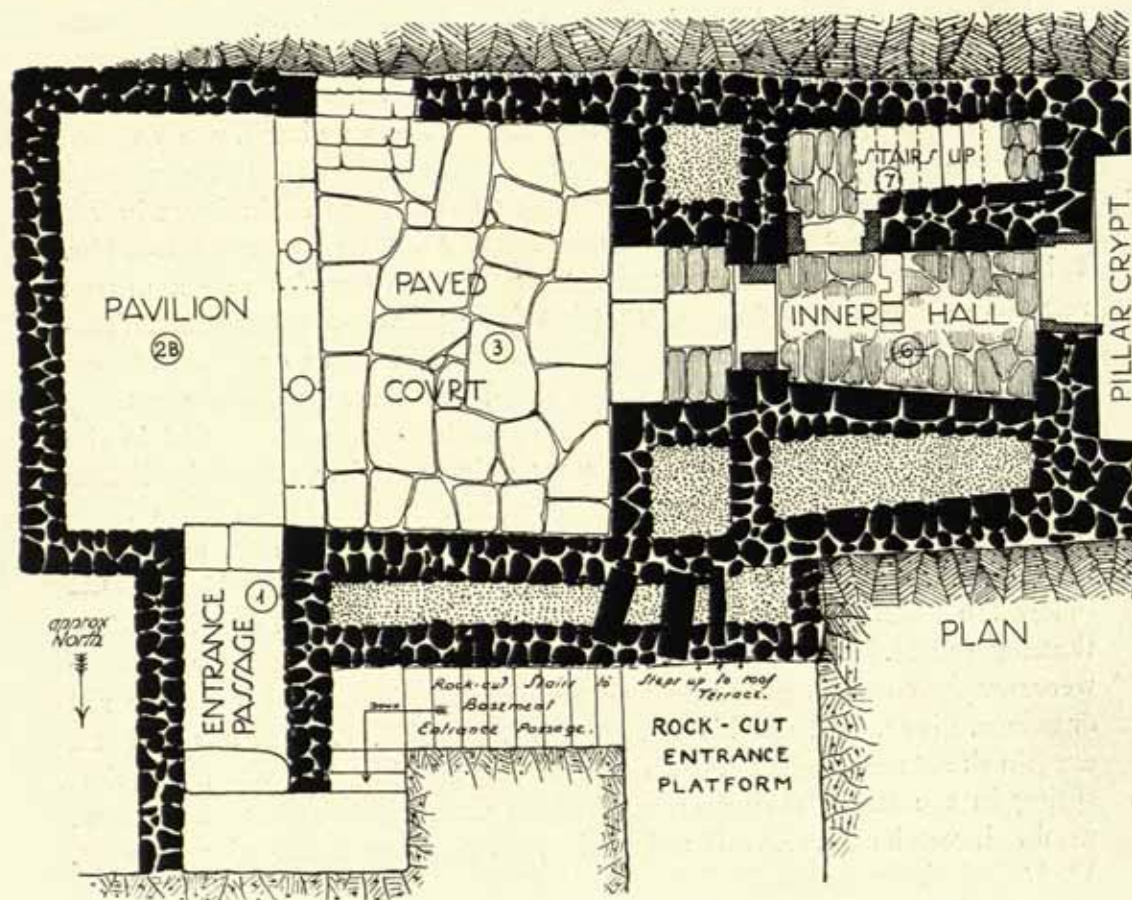 STAIRS UP
7
PAVILION
2B
PAVED
COVRT
3
INNER HALL
6
PILLAR CRYPT.
approx
North
ENTRANCE
PASSAGE
1
Rock-cut Stairs to
Basement
Entrance Passage.
Down
Steps up to roof
Terrace.
ROCK - CUT
ENTRANCE
PLATFORM
PLAN